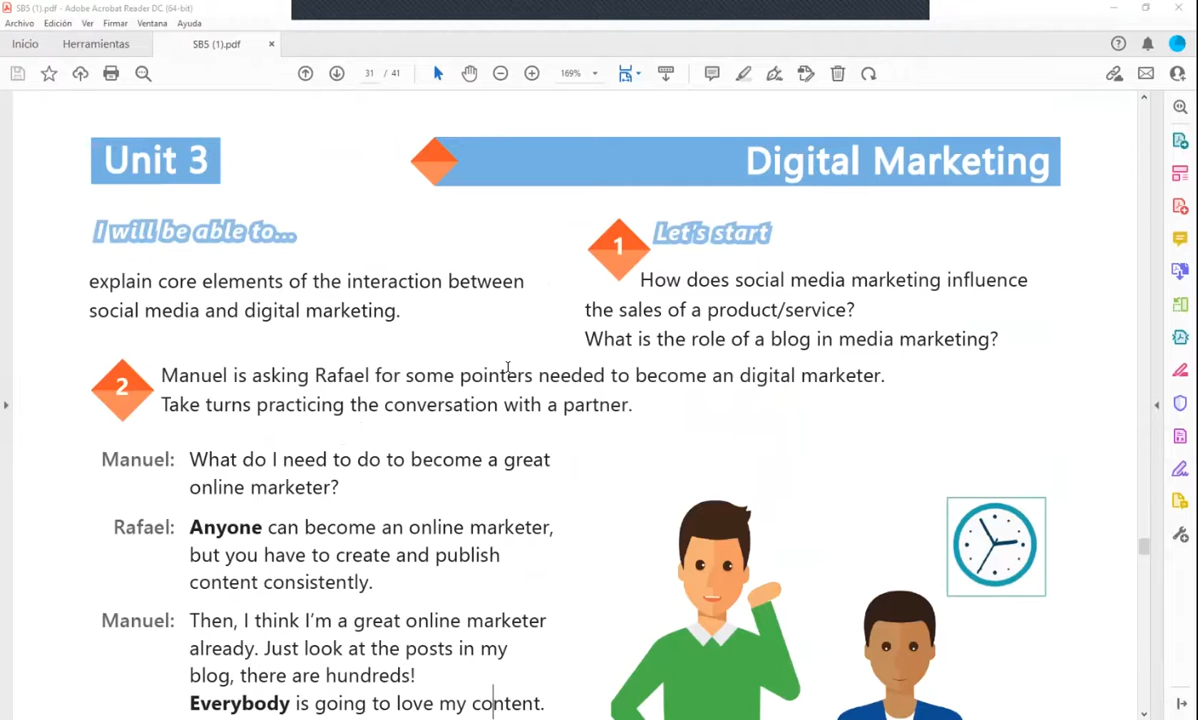 SB5 (1).pdf - Adobe Acrobat Reader DC (64-bit)
Archivo Edición Ver Firmar Ventana Ayuda
Inicio Herramientas SB5 (1).pdf ×
31 / 41 169%
Unit 3
Digital Marketing
I will be able to...
explain core elements of the interaction between
social media and digital marketing.
1 Let's start
How does social media marketing influence
the sales of a product/service?
What is the role of a blog in media marketing?
2 Manuel is asking Rafael for some pointers needed to become an digital marketer.
Take turns practicing the conversation with a partner.
Manuel: What do I need to do to become a great
online marketer?
Rafael: Anyone can become an online marketer,
but you have to create and publish
content consistently.
Manuel: Then, I think I'm a great online marketer
already. Just look at the posts in my
blog, there are hundreds!
Everybody is going to love my content.